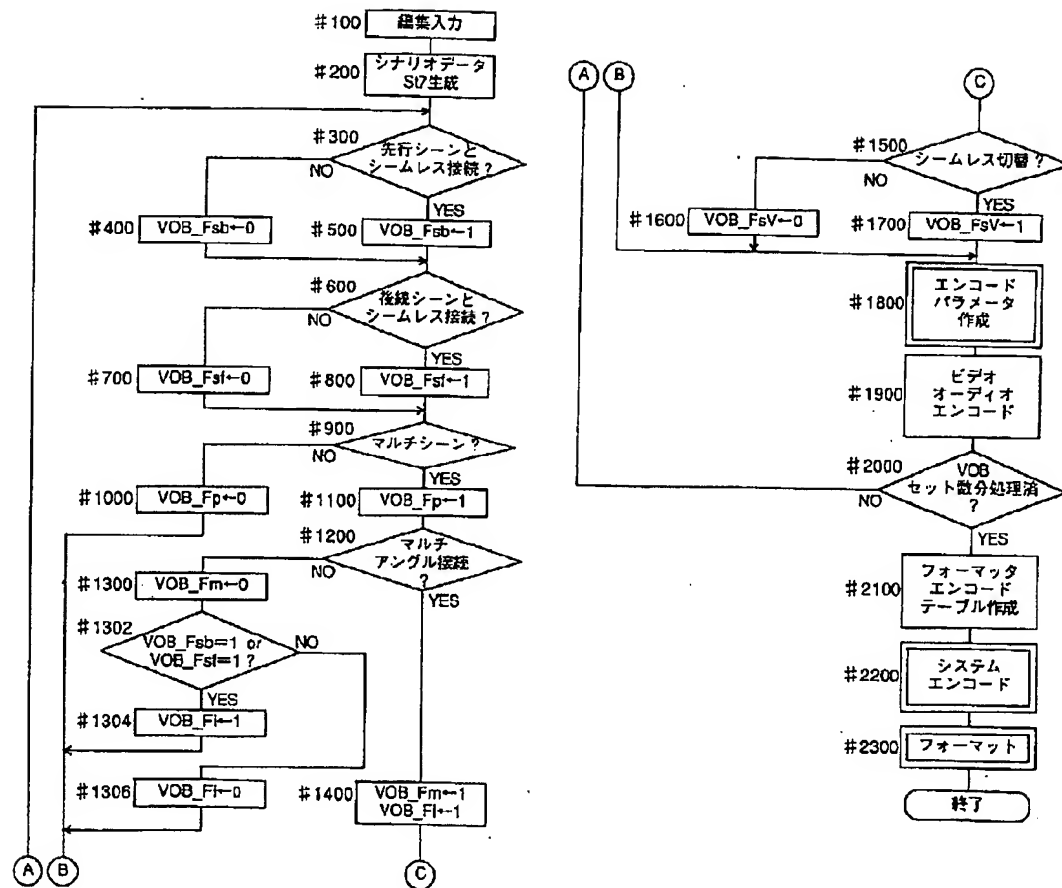 #100
編集入力
#200
シナリオデータ
St7生成
#300
先行シーンと
シームレス接続?
NO
YES
#400
VOB_Fsb←0
#500
VOB_Fsb←1
#600
後続シーンと
シームレス接続?
NO
YES
#700
VOB_Fsf←0
#800
VOB_Fsf←1
#900
マルチシーン?
NO
YES
#1000
VOB_Fp←0
#1100
VOB_Fp←1
#1200
マルチ
アングル接続
?
NO
YES
#1300
VOB_Fm←0
#1302
VOB_Fsb=1 or
VOB_Fsf=1 ?
NO
YES
#1304
VOB_Fi←1
#1306
VOB_Fi←0
#1400
VOB_Fm←1
VOB_Fi←1
A
B
C
A
B
C
#1500
シームレス切替?
NO
YES
#1600
VOB_FsV←0
#1700
VOB_FsV←1
#1800
エンコード
パラメータ
作成
#1900
ビデオ
オーディオ
エンコード
#2000
VOB
セット数分処理済
?
NO
YES
#2100
フォーマッタ
エンコード
テーブル作成
#2200
システム
エンコード
#2300
フォーマット
終了